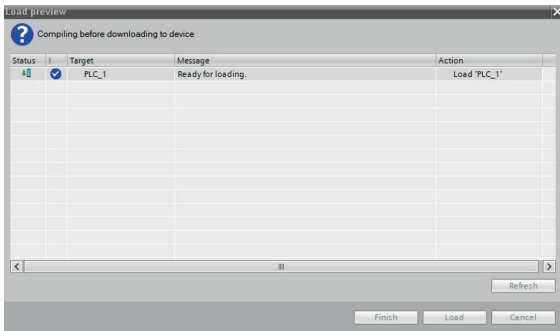 Load preview
Compiling before downloading to device
Status ! Target Message Action
PLC_1 Ready for loading. Load 'PLC_1'
Refresh
Finish Load Cancel